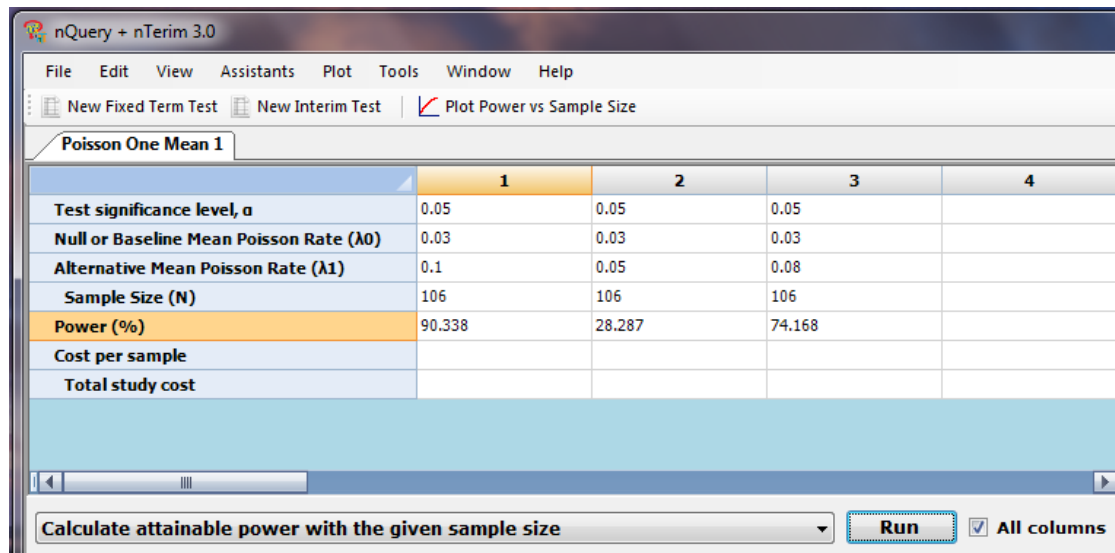 nQuery + nTerim 3.0
File Edit View Assistants Plot Tools Window Help
New Fixed Term Test New Interim Test Plot Power vs Sample Size
Poisson One Mean 1
1 2 3 4
Test significance level, α 0.05 0.05 0.05
Null or Baseline Mean Poisson Rate (λ0) 0.03 0.03 0.03
Alternative Mean Poisson Rate (λ1) 0.1 0.05 0.08
Sample Size (N) 106 106 106
Power (%) 90.338 28.287 74.168
Cost per sample
Total study cost
Calculate attainable power with the given sample size Run All columns